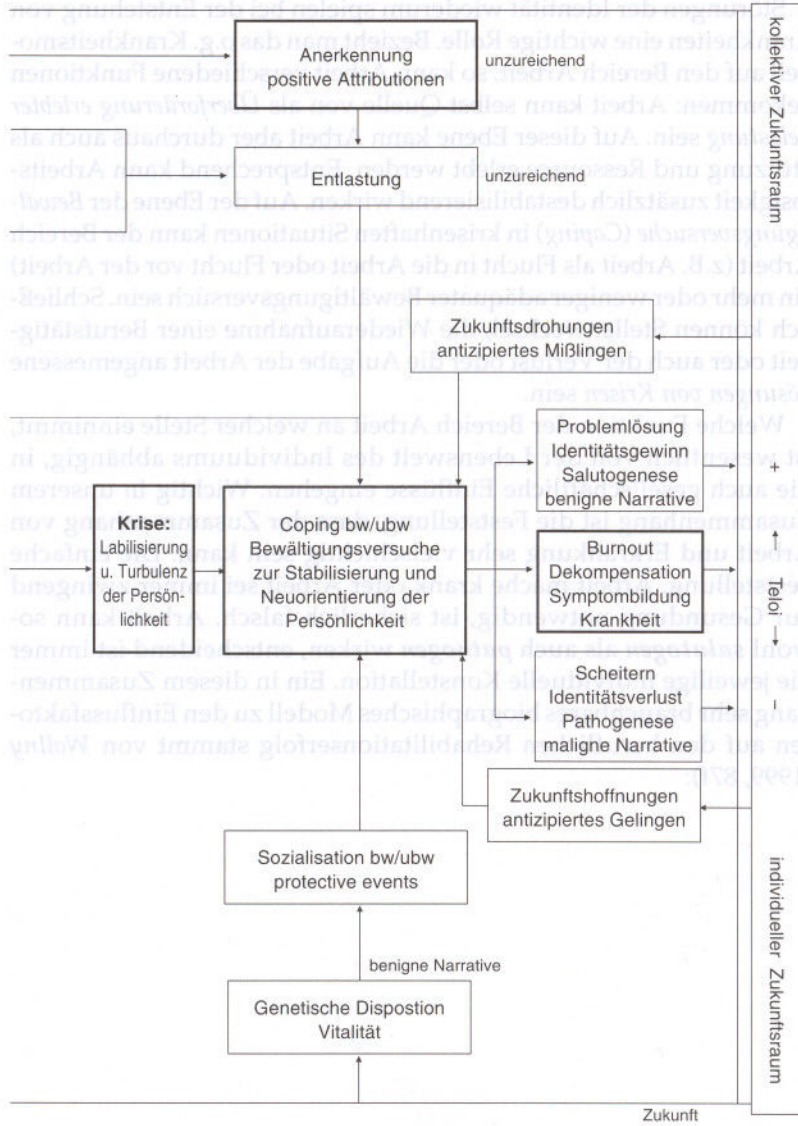 Anerkennung
positive Attributionen
unzureichend
Entlastung
unzureichend
kollektiver Zukunftsraum
Zukunftsdrohungen
antizipiertes Mißlingen
Problemlösung
Identitätsgewinn
Salutogenese
benigne Narrative
+
Krise:
Labilisierung
u. Turbulenz
der Persön-
lichkeit
Coping bw/ubw
Bewältigungsversuche
zur Stabilisierung und
Neuorientierung der
Persönlichkeit
Burnout
Dekompensation
Symptombildung
Krankheit
Teloi
Scheitern
Identitätsverlust
Pathogenese
maligne Narrative
–
Zukunftshoffnungen
antizipiertes Gelingen
Sozialisation bw/ubw
protective events
benigne Narrative
Genetische Dispostion
Vitalität
individueller Zukunftsraum
Zukunft